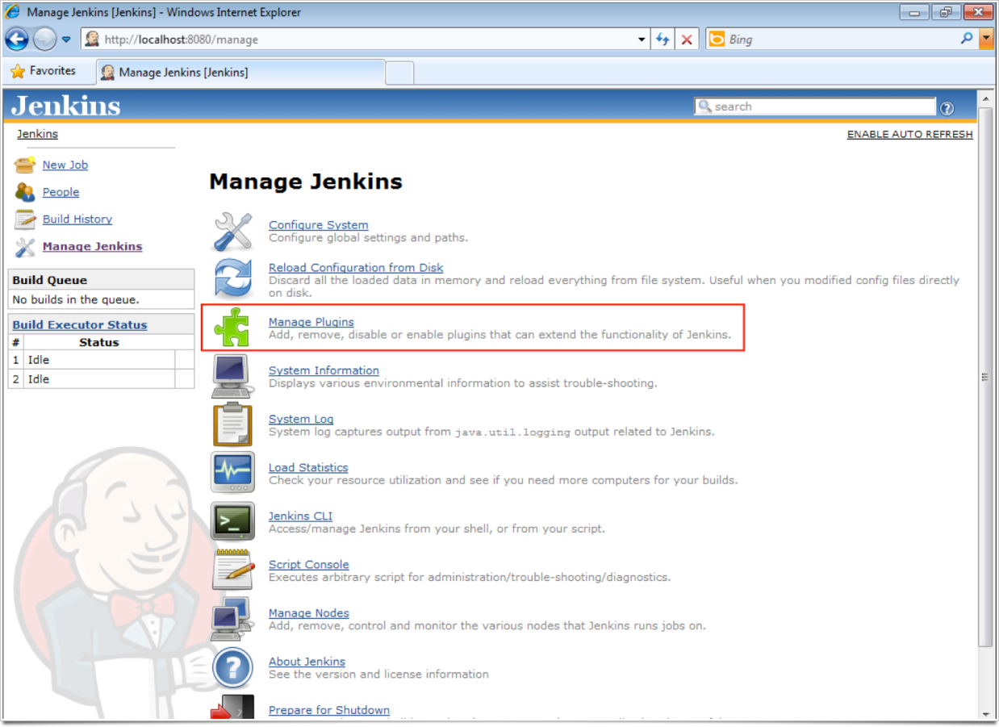 Manage Jenkins [Jenkins] - Windows Internet Explorer
http://localhost:8080/manage
Bing
Favorites
Manage Jenkins [Jenkins]
Jenkins
search
Jenkins
ENABLE AUTO REFRESH
New Job
People
Build History
Manage Jenkins
Build Queue
No builds in the queue.
Build Executor Status
# Status
1 Idle
2 Idle
Manage Jenkins
Configure System
Configure global settings and paths.
Reload Configuration from Disk
Discard all the loaded data in memory and reload everything from file system. Useful when you modified config files directly
on disk.
Manage Plugins
Add, remove, disable or enable plugins that can extend the functionality of Jenkins.
System Information
Displays various environmental information to assist trouble-shooting.
System Log
System log captures output from java.util.logging output related to Jenkins.
Load Statistics
Check your resource utilization and see if you need more computers for your builds.
Jenkins CLI
Access/manage Jenkins from your shell, or from your script.
Script Console
Executes arbitrary script for administration/trouble-shooting/diagnostics.
Manage Nodes
Add, remove, control and monitor the various nodes that Jenkins runs jobs on.
About Jenkins
See the version and license information
Prepare for Shutdown